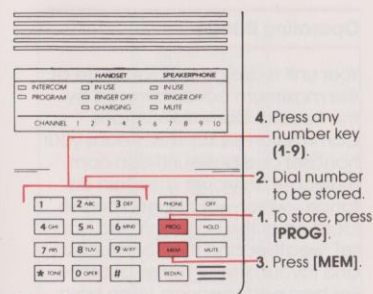 HANDSET SPEAKERPHONE
INTERCOM IN USE IN USE
PROGRAM RINGER OFF RINGER OFF
CHARGING MUTE
CHANNEL 1 2 3 4 5 6 7 8 9 10
4. Press any
number key
(1-9).
2. Dial number
to be stored.
1. To store, press
[PROG].
3. Press [MEM].
1 2 ABC 3 DEF PHONE OFF
4 GHI 5 JKL 6 MNO PROG HOLD
7 PRS 8 TUV 9 WXY MEM MUTE
* TONE 0 OPER # REDIAL